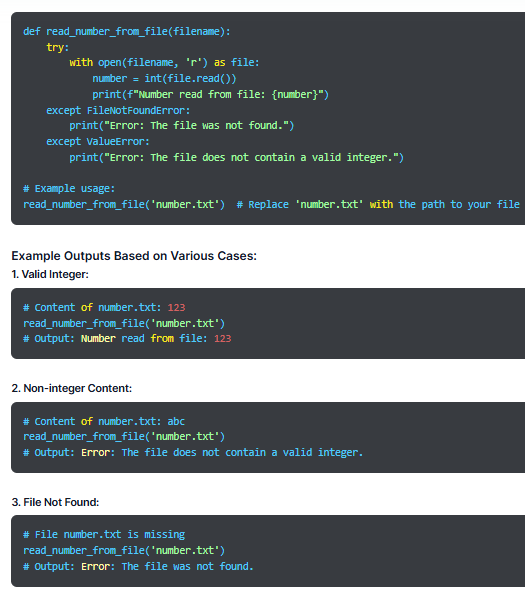 def read_number_from_file(filename):
    try:
        with open(filename, 'r') as file:
            number = int(file.read())
            print(f"Number read from file: {number}")
    except FileNotFoundError:
        print("Error: The file was not found.")
    except ValueError:
        print("Error: The file does not contain a valid integer.")

# Example usage:
read_number_from_file('number.txt')  # Replace 'number.txt' with the path to your file

Example Outputs Based on Various Cases:
1. Valid Integer:
# Content of number.txt: 123
read_number_from_file('number.txt')
# Output: Number read from file: 123

2. Non-integer Content:
# Content of number.txt: abc
read_number_from_file('number.txt')
# Output: Error: The file does not contain a valid integer.

3. File Not Found:
# File number.txt is missing
read_number_from_file('number.txt')
# Output: Error: The file was not found.